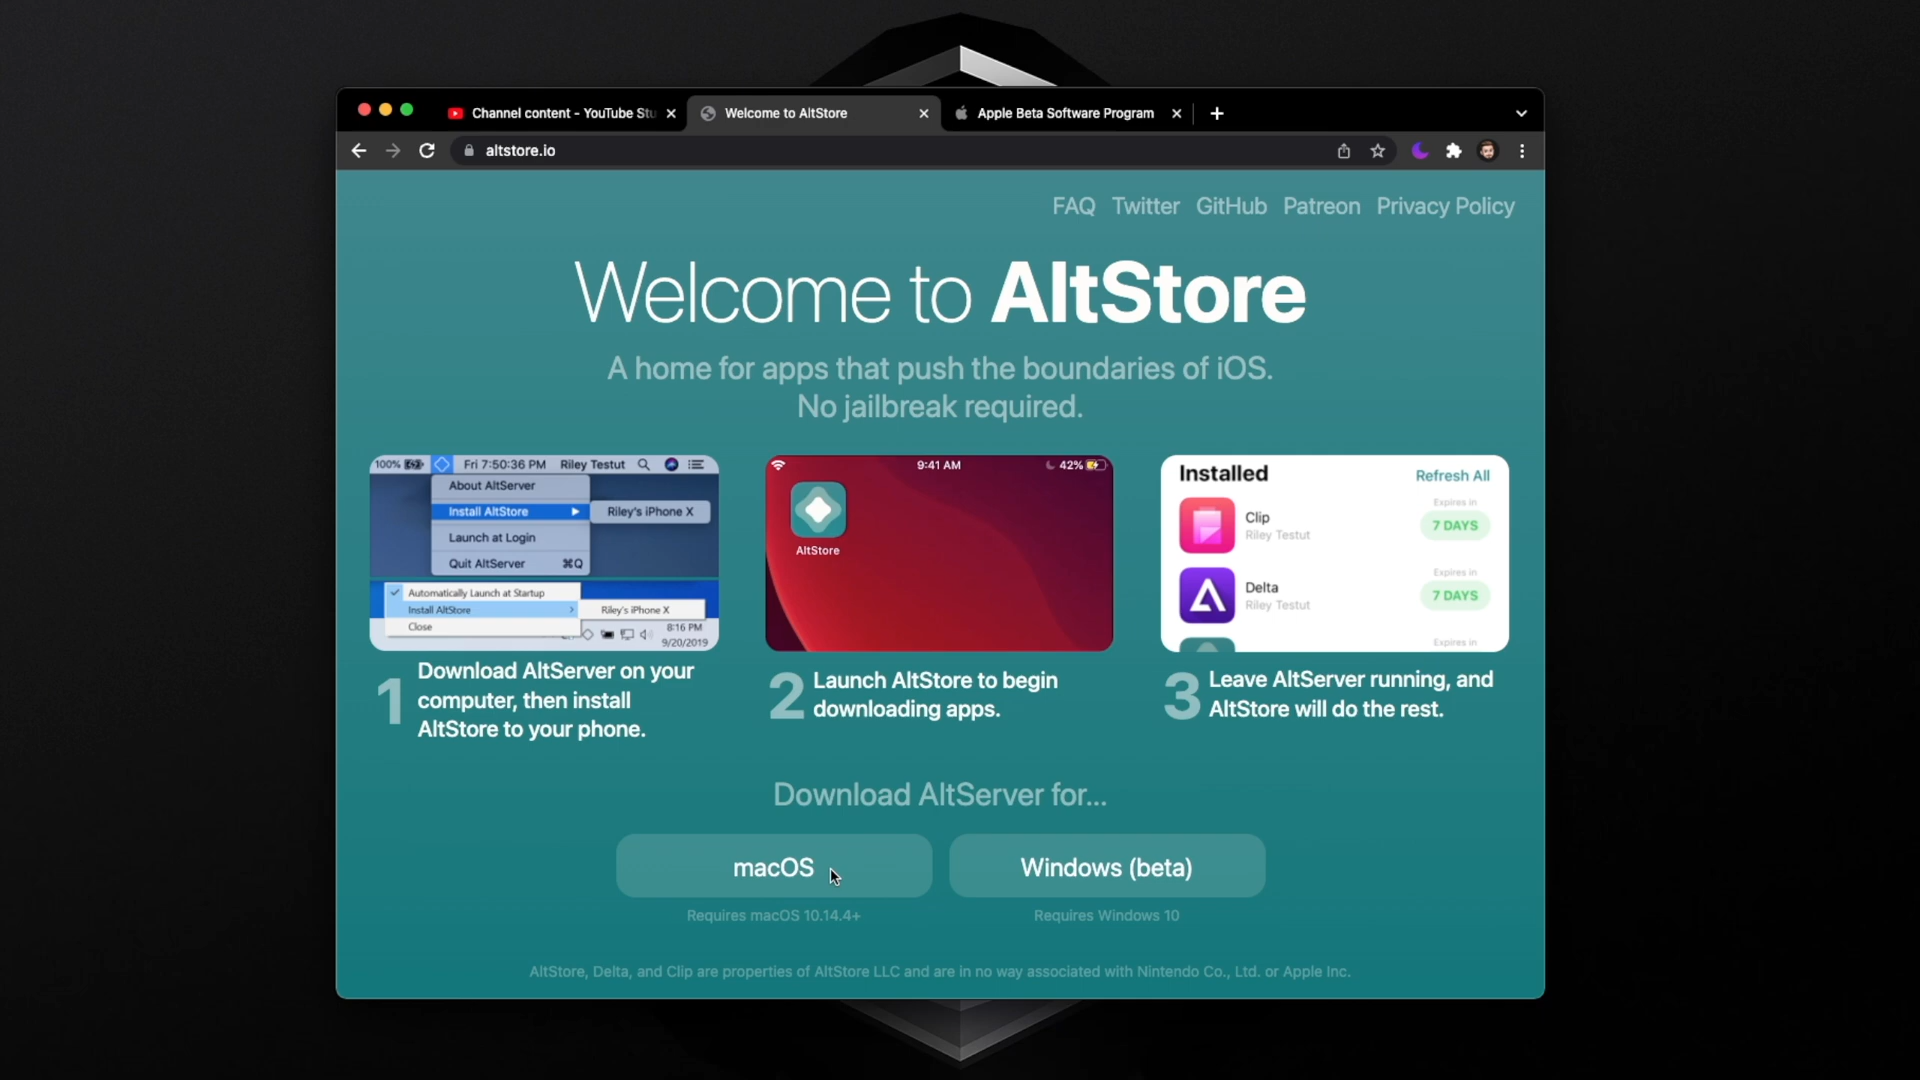 Channel content - YouTube Stu
Welcome to AltStore
Apple Beta Software Program
altstore.io
FAQ Twitter GitHub Patreon Privacy Policy
Welcome to AltStore
A home for apps that push the boundaries of iOS.
No jailbreak required.
100% Fri 7:50:36 PM Riley Testut
About AltServer
Install AltStore
Riley's iPhone X
Launch at Login
Quit AltServer ⌘Q
Automatically Launch at Startup
Install AltStore
Riley's iPhone X
Close
8:16 PM
9/20/2019
9:41 AM
42%
AltStore
Installed
Refresh All
Clip
Riley Testut
Expires in
7 DAYS
Delta
Riley Testut
Expires in
7 DAYS
Expires in
1 Download AltServer on your
computer, then install
AltStore to your phone.
2 Launch AltStore to begin
downloading apps.
3 Leave AltServer running, and
AltStore will do the rest.
Download AltServer for...
macOS
Windows (beta)
Requires macOS 10.14.4+
Requires Windows 10
AltStore, Delta, and Clip are properties of AltStore LLC and are in no way associated with Nintendo Co., Ltd. or Apple Inc.